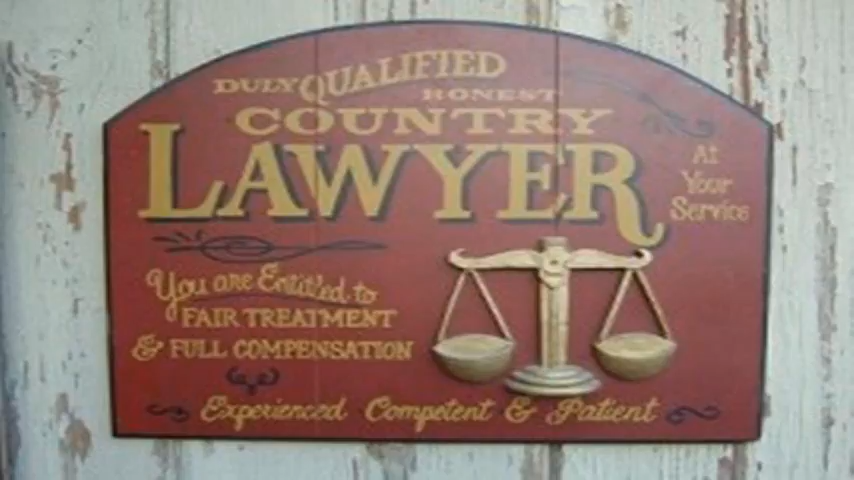 DULY QUALIFIED
HONEST
COUNTRY
LAWYER
At
Your
Service
You are Entitled to
FAIR TREATMENT
& FULL COMPENSATION
Experienced Competent & Patient